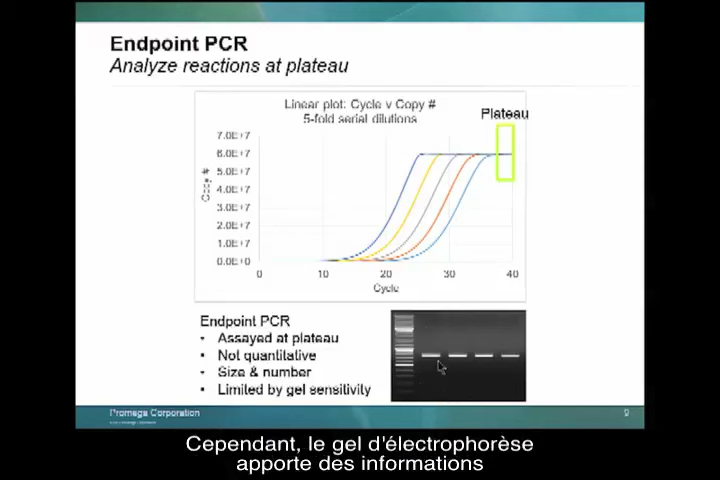 Endpoint PCR
Analyze reactions at plateau
Linear plot: Cycle v Copy #
5-fold serial dilutions
Plateau
7.0E+7
6.0E+7
5.0E+7
4.0E+7
3.0E+7
2.0E+7
1.0E+7
0.0E+0
Copy #
0 10 20 30 40
Cycle
Endpoint PCR
• Assayed at plateau
• Not quantitative
• Size & number
• Limited by gel sensitivity
Promega Corporation
9
Cependant, le gel d'électrophorèse
apporte des informations